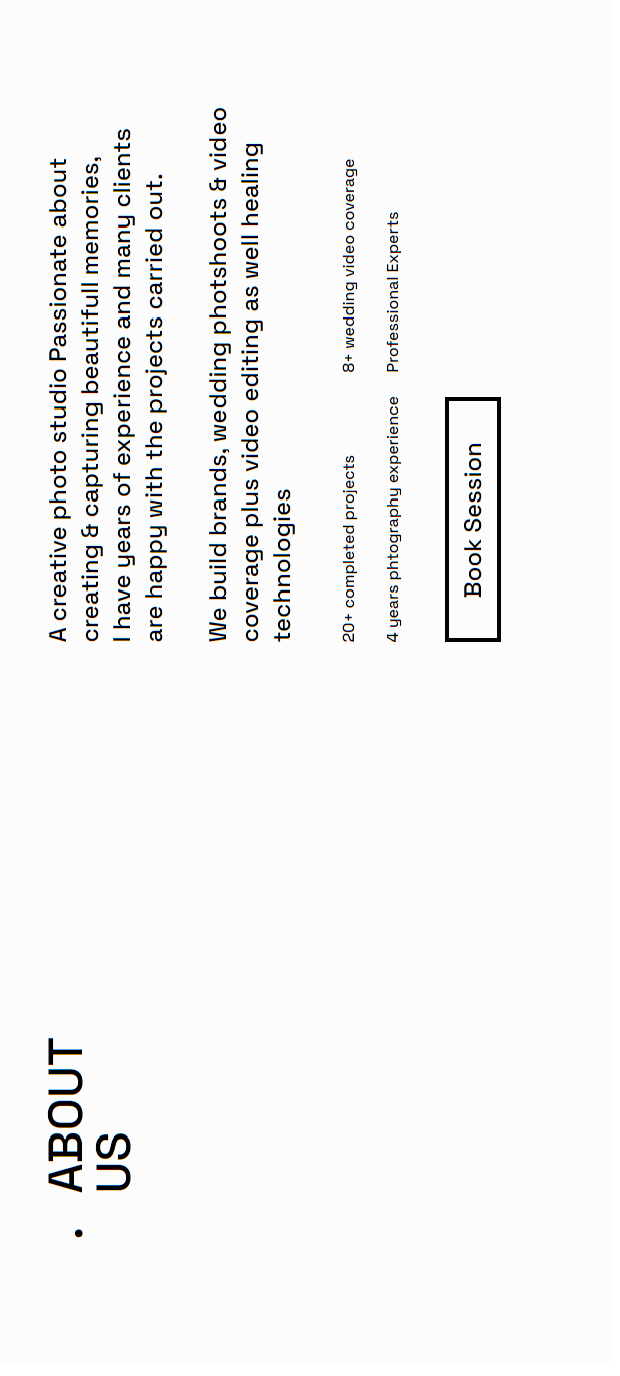 • ABOUT
US
A creative photo studio Passionate about
creating & capturing beautifull memories,
I have years of experience and many clients
are happy with the projects carried out.
We build brands, wedding photshoots & video
coverage plus video editing as well healing
technologies
20+ completed projects
8+ wedding video coverage
4 years phtography experience
Professional Experts
Book Session